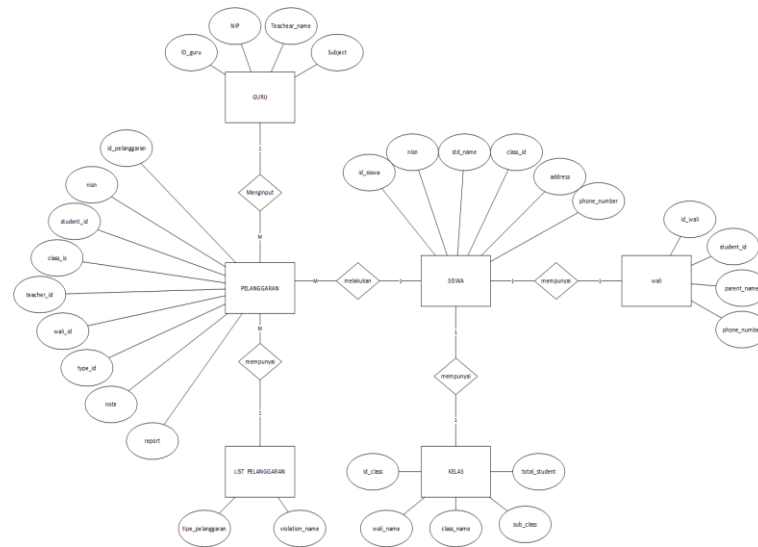 NIP
Teachear_name
ID_guru
Subject
GURU
1
Menginput
M
id_pelanggaran
nisn
student_id
class_is
teacher_id
wali_id
type_id
note
report
PELANGGARAN
M
melakukan
1
nisn
std_name
class_id
id_siswa
address
phone_number
SISWA
1
mempunyai
1
id_wali
student_id
parent_name
phone_number
wali
M
mempunyai
1
LIST PELANGGARAN
tipe_pelanggaran
violation_name
1
mempunyai
1
KELAS
id_class
total_student
wali_name
class_name
sub_class